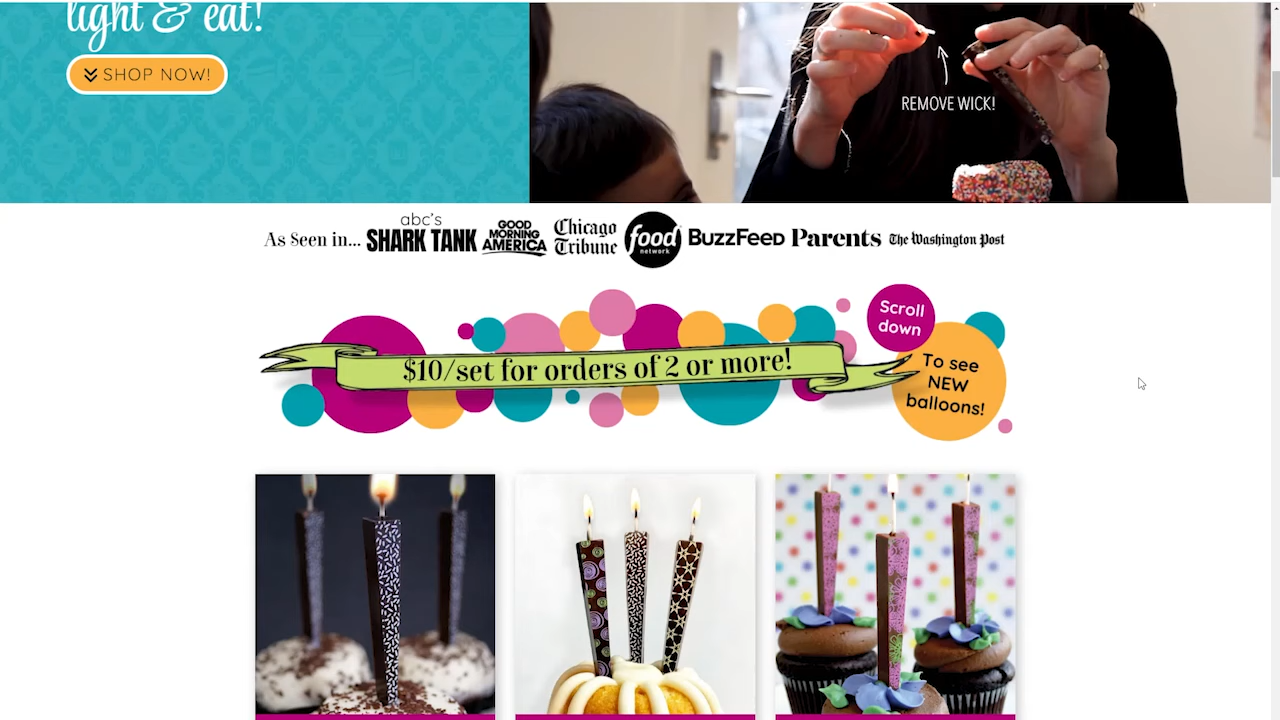 light & eat!
SHOP NOW!
REMOVE WICK!
As Seen in...
abc's
SHARK TANK
GOOD
MORNING
AMERICA
Chicago
Tribune
food
network
BuzzFeed
Parents
The Washington Post
$10/set for orders of 2 or more!
Scroll
down
To see
NEW
balloons!